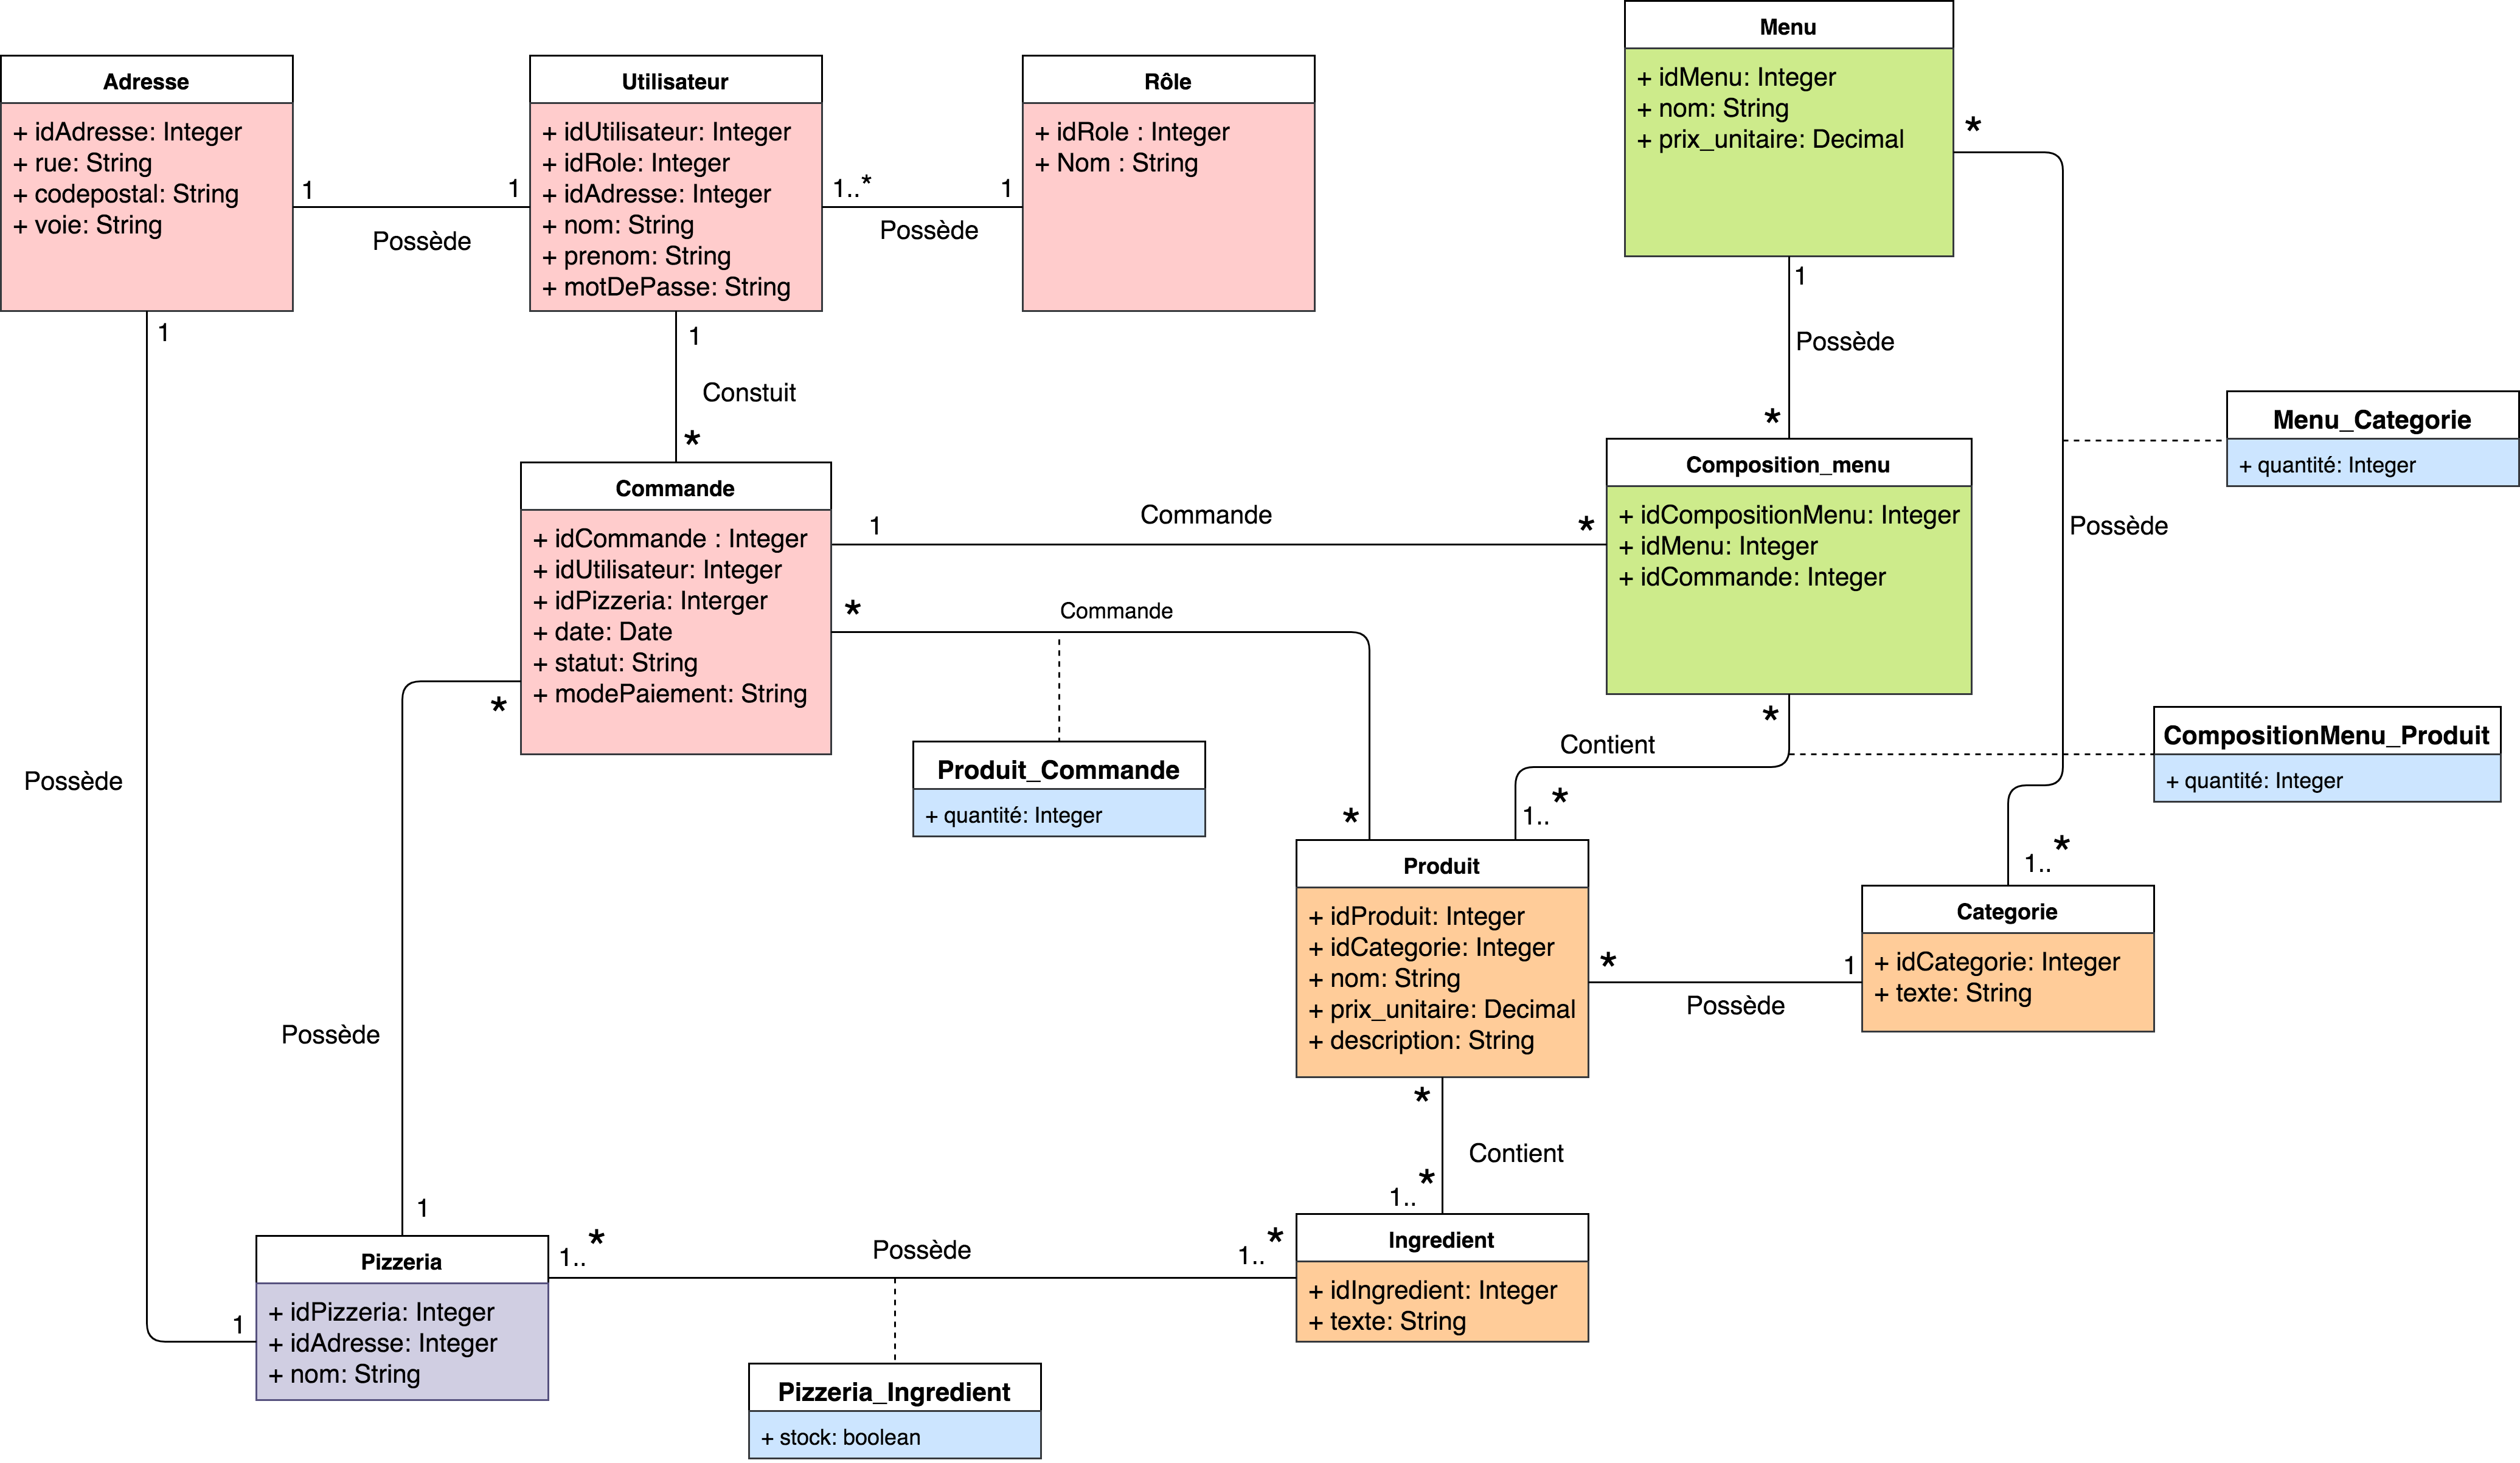 Adresse
+ idAdresse: Integer
+ rue: String
+ codepostal: String
+ voie: String
1
1
Possède
Utilisateur
+ idUtilisateur: Integer
+ idRole: Integer
+ idAdresse: Integer
+ nom: String
+ prenom: String
+ motDePasse: String
1..*
1
Possède
Rôle
+ idRole : Integer
+ Nom : String
Menu
+ idMenu: Integer
+ nom: String
+ prix_unitaire: Decimal
*
1
Possède
*
1
1
Constuit
*
Menu_Categorie
+ quantité: Integer
Possède
Commande
+ idCommande : Integer
+ idUtilisateur: Integer
+ idPizzeria: Interger
+ date: Date
+ statut: String
+ modePaiement: String
1
Commande
*
Composition_menu
+ idCompositionMenu: Integer
+ idMenu: Integer
+ idCommande: Integer
*
Commande
*
Produit_Commande
+ quantité: Integer
*
*
Contient
1..*
CompositionMenu_Produit
+ quantité: Integer
1..*
Possède
Produit
+ idProduit: Integer
+ idCategorie: Integer
+ nom: String
+ prix_unitaire: Decimal
+ description: String
*
1
Possède
Categorie
+ idCategorie: Integer
+ texte: String
Possède
1
*
Contient
1..*
Pizzeria
+ idPizzeria: Integer
+ idAdresse: Integer
+ nom: String
1
1..*
Possède
1..*
Ingredient
+ idIngredient: Integer
+ texte: String
Pizzeria_Ingredient
+ stock: boolean